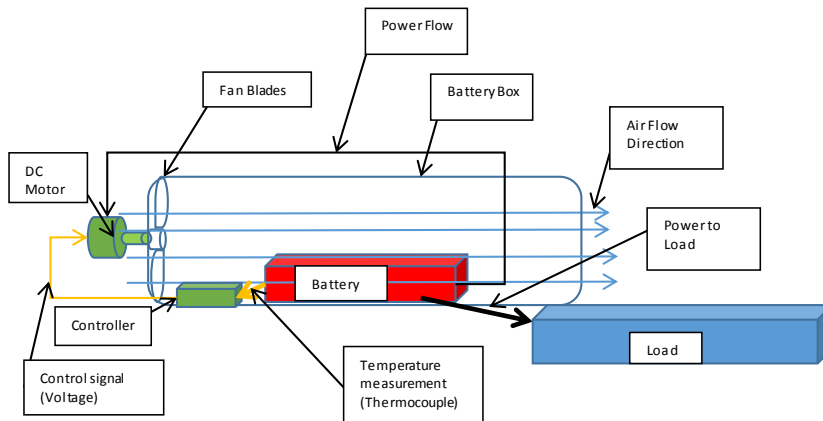 Power Flow
Fan Blades
Battery Box
Air Flow
Direction
DC
Motor
Power to
Load
Battery
Controller
Load
Control signal
(Voltage)
Temperature
measurement
(Thermocouple)